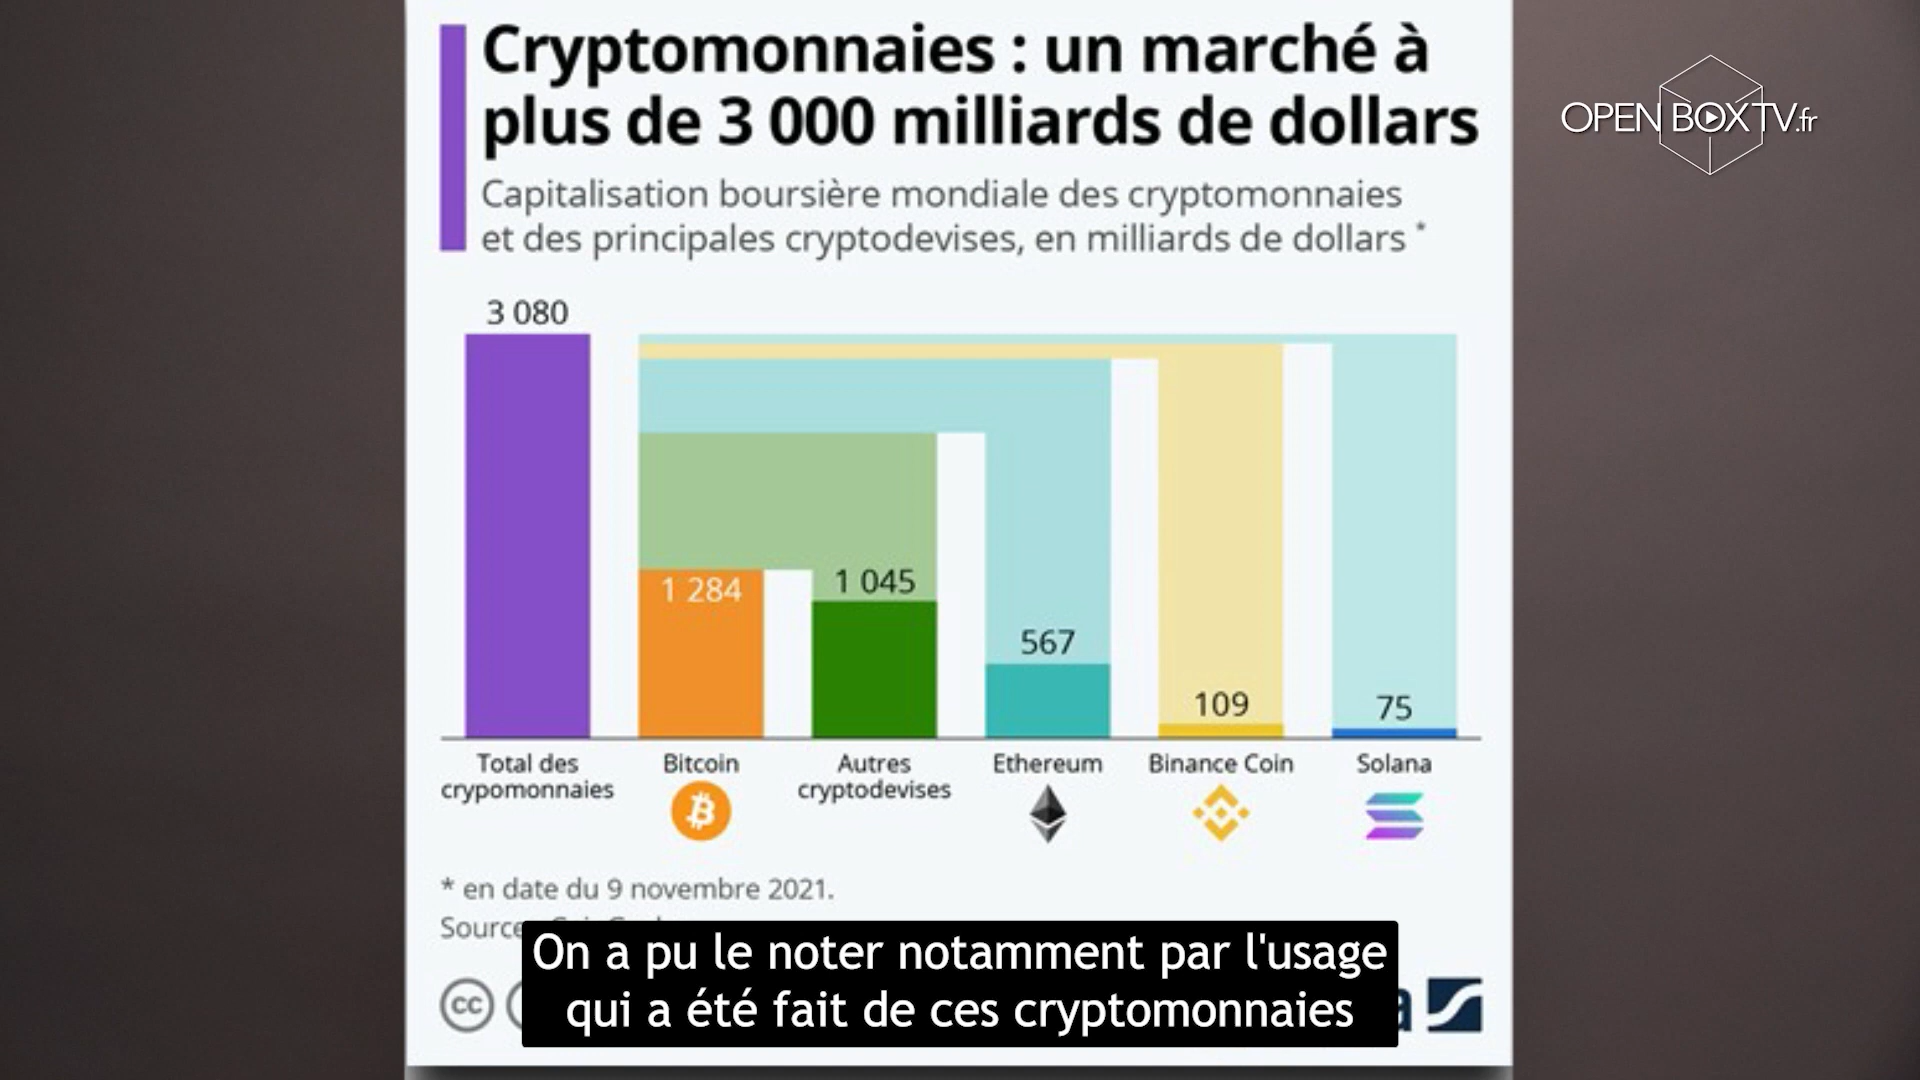 Cryptomonnaies : un marché à
plus de 3 000 milliards de dollars
OPEN BOX TV.fr
Capitalisation boursière mondiale des cryptomonnaies
et des principales cryptodevises, en milliards de dollars *
3 080
1 284
1 045
567
109
75
Total des
crypomonnaies
Bitcoin
Autres
cryptodevises
Ethereum
Binance Coin
Solana
* en date du 9 novembre 2021.
Source
cc
On a pu le noter notamment par l'usage
qui a été fait de ces cryptomonnaies